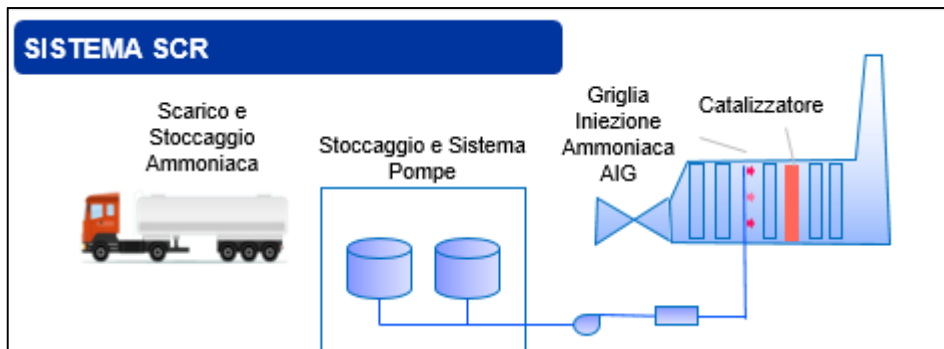 SISTEMA SCR
Scarico e
Stoccaggio
Ammoniaca
Stoccaggio e Sistema
Pompe
Griglia
Iniezione
Ammoniaca
AIG
Catalizzatore